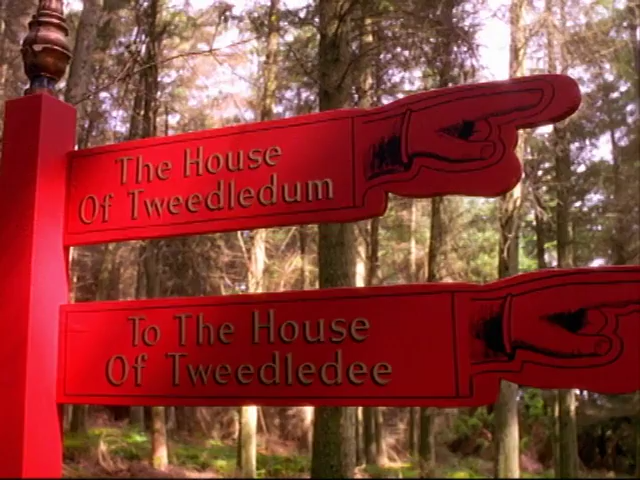 The House
Of Tweedledum
To The House
Of Tweedledee